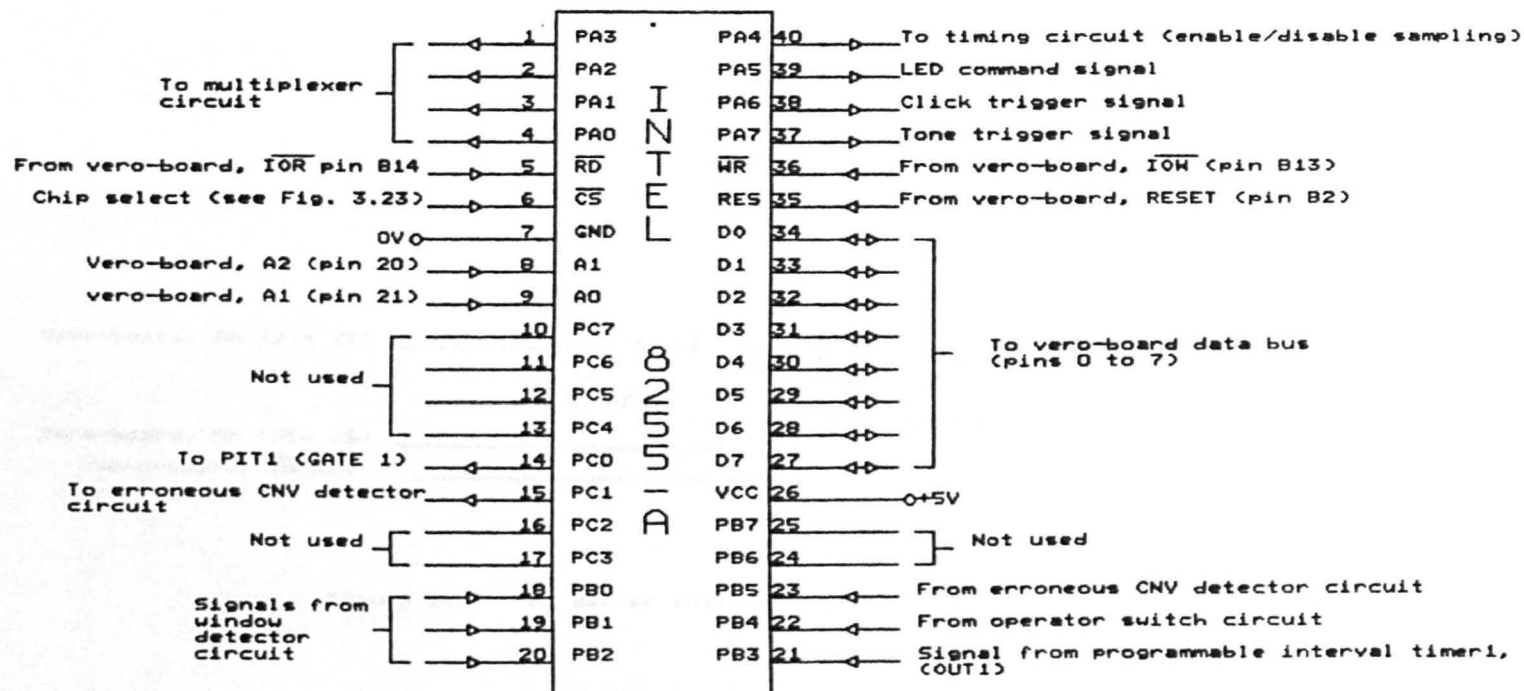 1 PA3 PA4 40 To timing circuit (enable/disable sampling)
2 PA2 PA5 39 LED command signal
To multiplexer
circuit
3 PA1 PA6 38 Click trigger signal
4 PA0 PA7 37 Tone trigger signal
From vero-board, IOR pin B14 5 RD WR 36 From vero-board, IOW (pin B13)
Chip select (see Fig. 3.23) 6 CS RES 35 From vero-board, RESET (pin B2)
0V 7 GND D0 34
Vero-board, A2 (pin 20) 8 A1 D1 33
vero-board, A1 (pin 21) 9 A0 D2 32
10 PC7 D3 31
To vero-board data bus
(pins 0 to 7)
11 PC6 D4 30
Not used
12 PC5 D5 29
13 PC4 D6 28
To PIT1 (GATE 1) 14 PC0 D7 27
To erroneous CNV detector
circuit
15 PC1 VCC 26 +5V
16 PC2 PB7 25
Not used
Not used
17 PC3 PB6 24
18 PB0 PB5 23 From erroneous CNV detector circuit
Signals from
window
detector
circuit
19 PB1 PB4 22 From operator switch circuit
20 PB2 PB3 21 Signal from programmable interval timer1,
(OUT1)
INTEL 8255-A